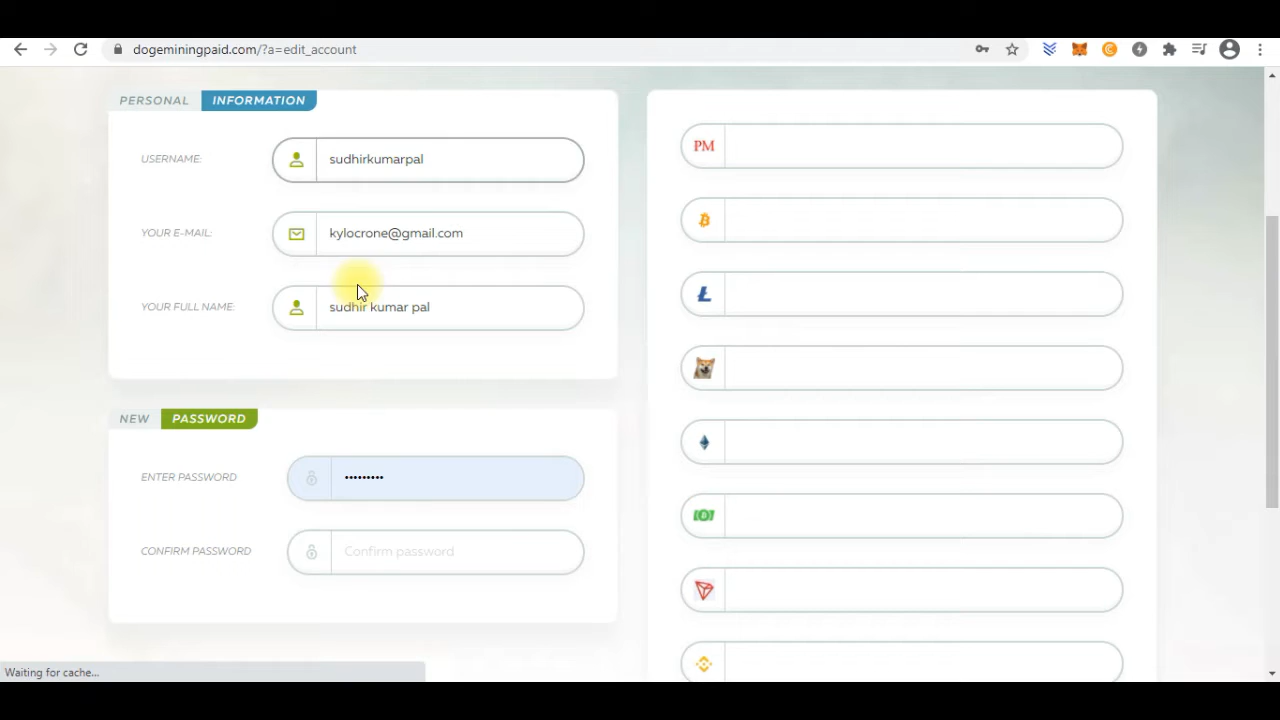 dogeminingpaid.com/?a=edit_account
PERSONAL INFORMATION
USERNAME:
sudhirkumarpal
YOUR E-MAIL:
kylocrone@gmail.com
YOUR FULL NAME:
sudhir kumar pal
NEW PASSWORD
ENTER PASSWORD
•••••••••
CONFIRM PASSWORD
Confirm password
PM
Waiting for cache...